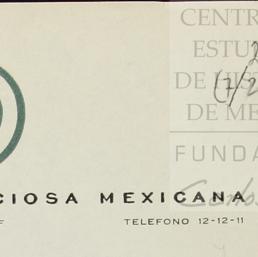 CENTR
ESTU
DE HIS
DE ME
FUNDA
CIOSA MEXICANA
TELEFONO 12-12-11